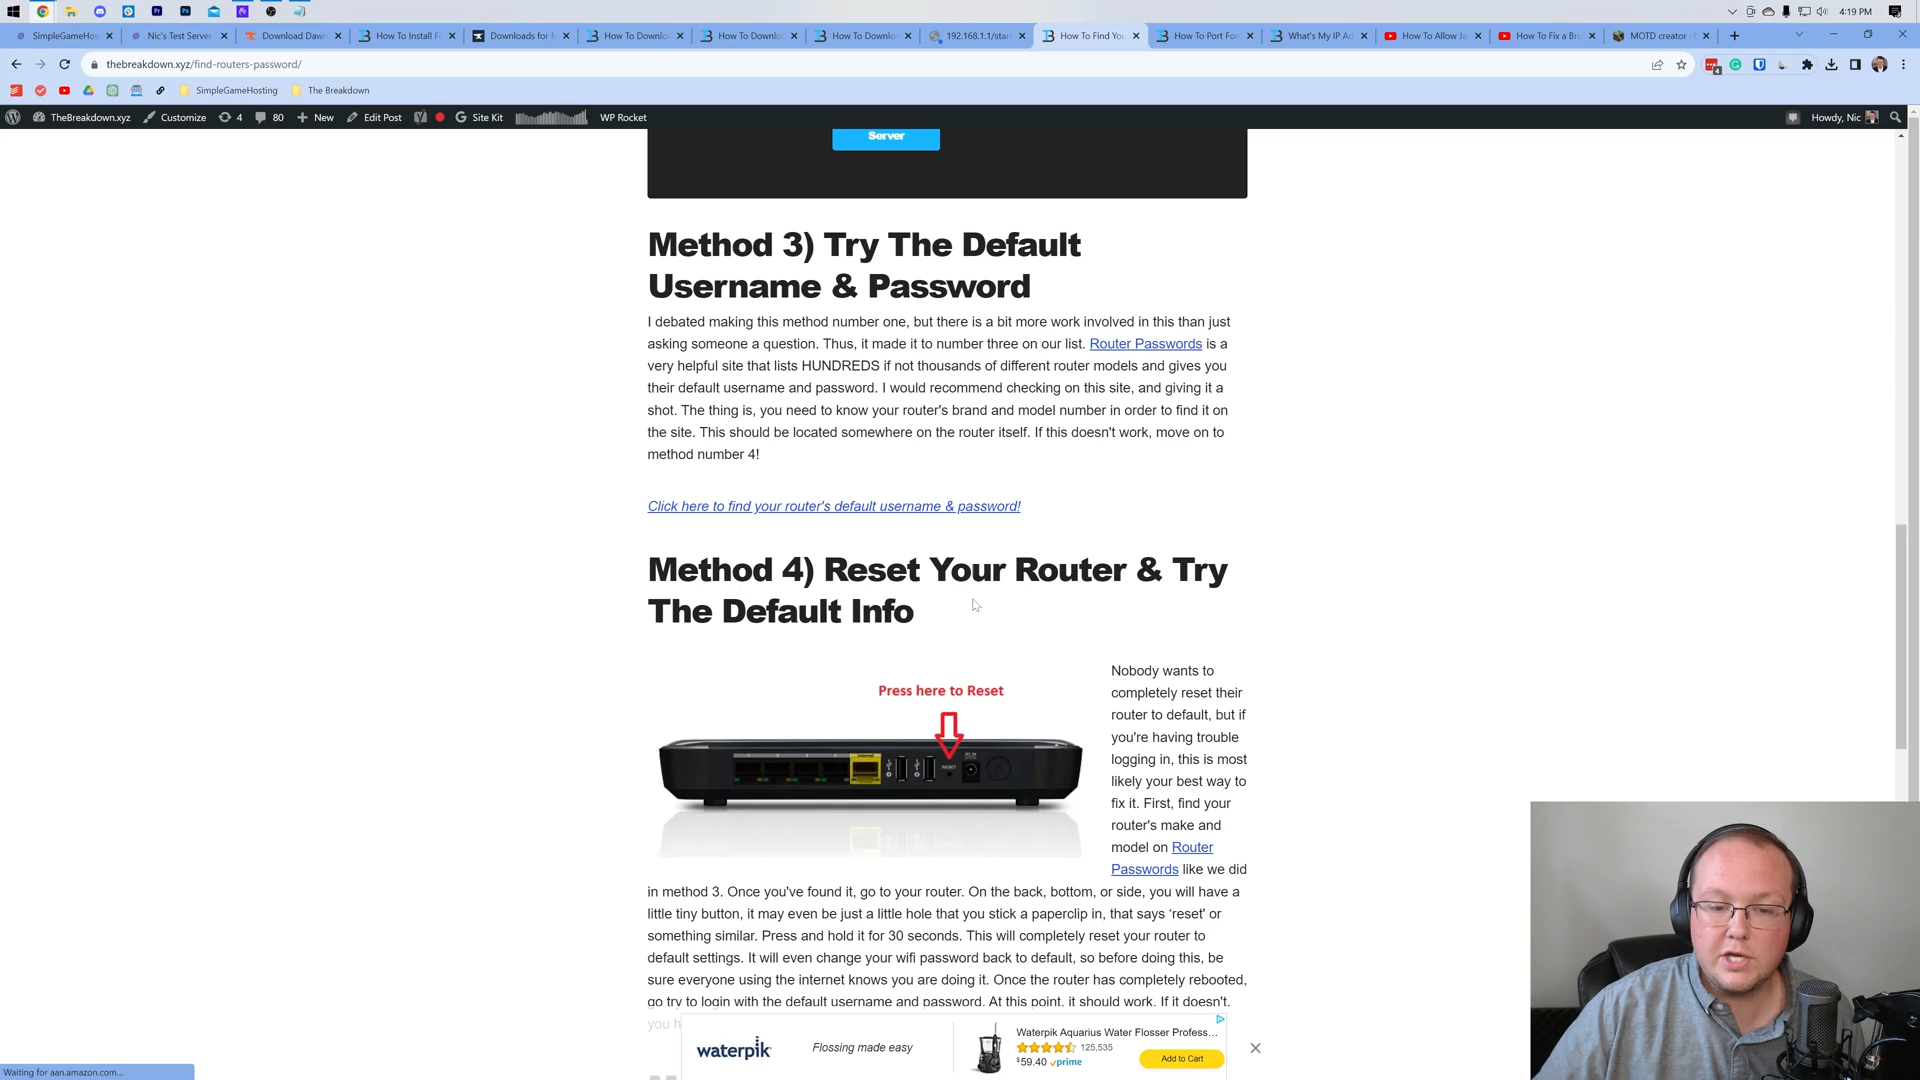 4:19 PM
SimpleGameHos
Nic's Test Server
Download Dawn
How To Install Fo
Downloads for M
How To Downlo
How To Downlo
How To Downlo
192.168.1.1/start
How To Find You
How To Port For
What's My IP Ad
How To Allow Ja
How To Fix a Bro
MOTD creator -
thebreakdown.xyz/find-routers-password/
SimpleGameHosting
The Breakdown
TheBreakdown.xyz
Customize
4
80
New
Edit Post
Site Kit
WP Rocket
Howdy, Nic
Server
Method 3) Try The Default
Username & Password
I debated making this method number one, but there is a bit more work involved in this than just
asking someone a question. Thus, it made it to number three on our list. Router Passwords is a
very helpful site that lists HUNDREDS if not thousands of different router models and gives you
their default username and password. I would recommend checking on this site, and giving it a
shot. The thing is, you need to know your router's brand and model number in order to find it on
the site. This should be located somewhere on the router itself. If this doesn't work, move on to
method number 4!
Click here to find your router's default username & password!
Method 4) Reset Your Router & Try
The Default Info
Press here to Reset
RESET
Nobody wants to
completely reset their
router to default, but if
you're having trouble
logging in, this is most
likely your best way to
fix it. First, find your
router's make and
model on Router
Passwords like we did
in method 3. Once you've found it, go to your router. On the back, bottom, or side, you will have a
little tiny button, it may even be just a little hole that you stick a paperclip in, that says ‘reset' or
something similar. Press and hold it for 30 seconds. This will completely reset your router to
default settings. It will even change your wifi password back to default, so before doing this, be
sure everyone using the internet knows you are doing it. Once the router has completely rebooted,
go try to login with the default username and password. At this point, it should work. If it doesn't,
you h
waterpik
Flossing made easy
Waterpik Aquarius Water Flosser Profess...
125,535
$59.40 prime
Add to Cart
Waiting for aan.amazon.com...